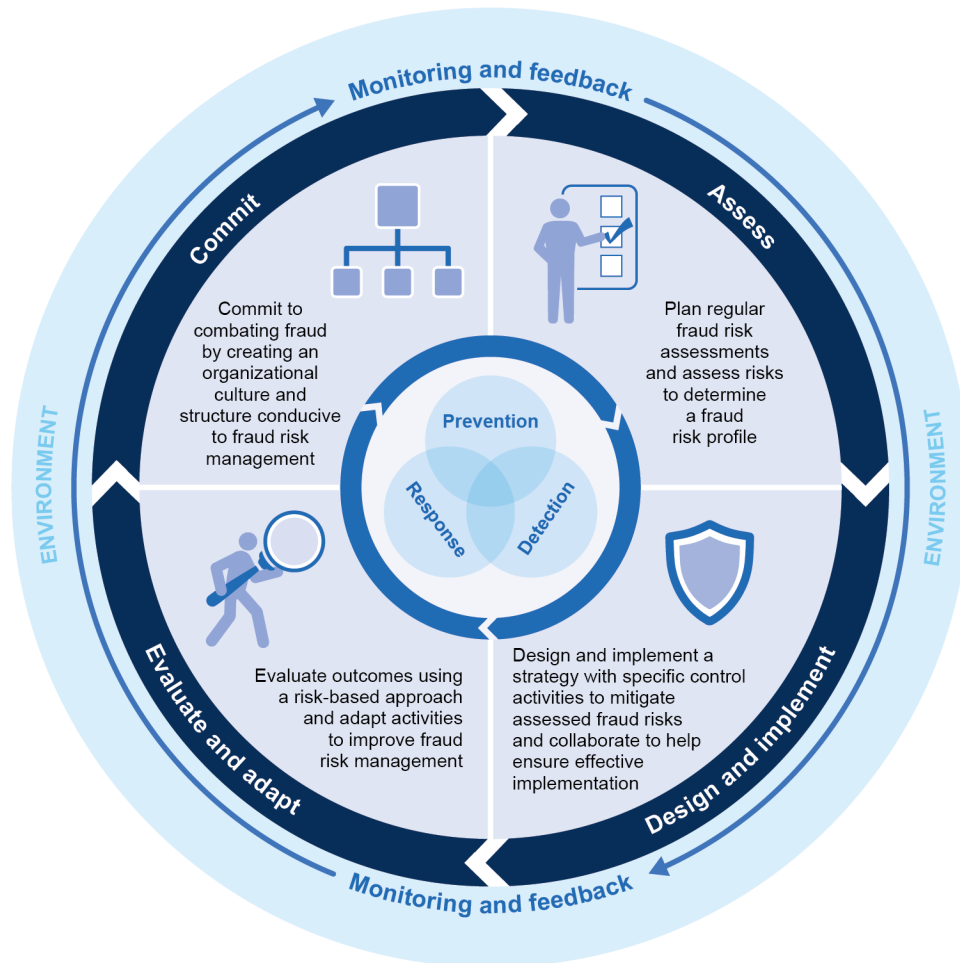 Monitoring and feedback
Commit
Assess
Commit to
combating fraud
by creating an
organizational
culture and
structure conducive
to fraud risk
management
Plan regular
fraud risk
assessments
and assess risks
to determine
a fraud
risk profile
ENVIRONMENT
ENVIRONMENT
Prevention
Response
Detection
Evaluate outcomes using
a risk-based approach
and adapt activities
to improve fraud
risk management
Design and implement a
strategy with specific control
activities to mitigate
assessed fraud risks
and collaborate to help
ensure effective
implementation
Evaluate and adapt
Design and implement
Monitoring and feedback